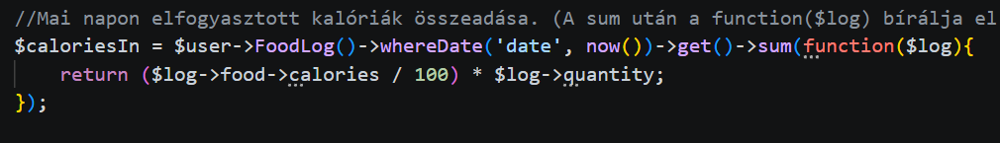 //Mai napon elfogyasztott kalóriák összeadása. (A sum után a function($log) bírálja el
$caloriesIn = $user->FoodLog()->whereDate('date', now())->get()->sum(function($log){
    return ($log->food->calories / 100) * $log->quantity;
});